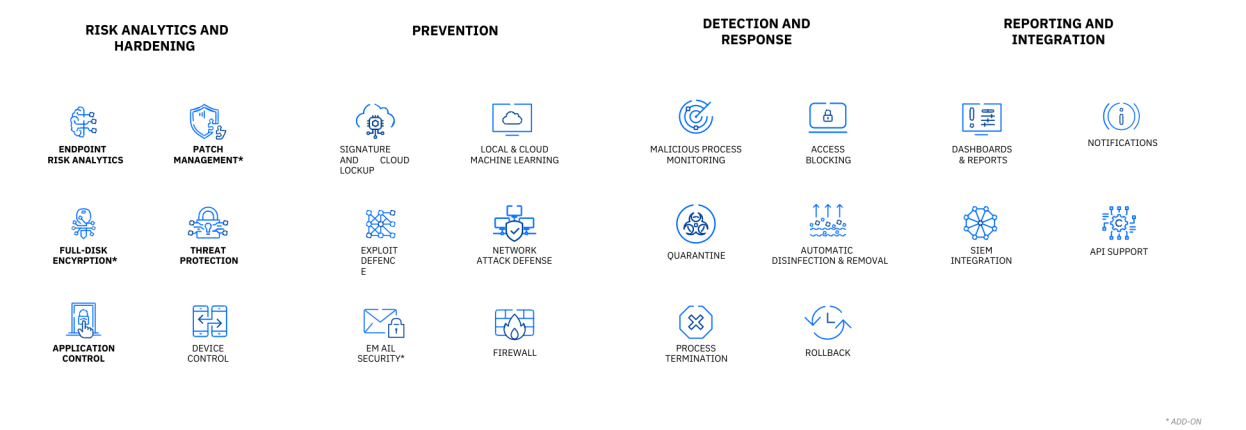 RISK ANALYTICS AND
HARDENING
ENDPOINT
RISK ANALYTICS
PATCH
MANAGEMENT*
FULL-DISK
ENCYRPTION*
THREAT
PROTECTION
APPLICATION
CONTROL
DEVICE
CONTROL
PREVENTION
SIGNATURE
AND CLOUD
LOCKUP
LOCAL & CLOUD
MACHINE LEARNING
EXPLOIT
DEFENC
E
NETWORK
ATTACK DEFENSE
EM AIL
SECURITY*
FIREWALL
DETECTION AND
RESPONSE
MALICIOUS PROCESS
MONITORING
ACCESS
BLOCKING
QUARANTINE
AUTOMATIC
DISINFECTION & REMOVAL
PROCESS
TERMINATION
ROLLBACK
REPORTING AND
INTEGRATION
DASHBOARDS
& REPORTS
NOTIFICATIONS
SIEM
INTEGRATION
API SUPPORT
* ADD-ON